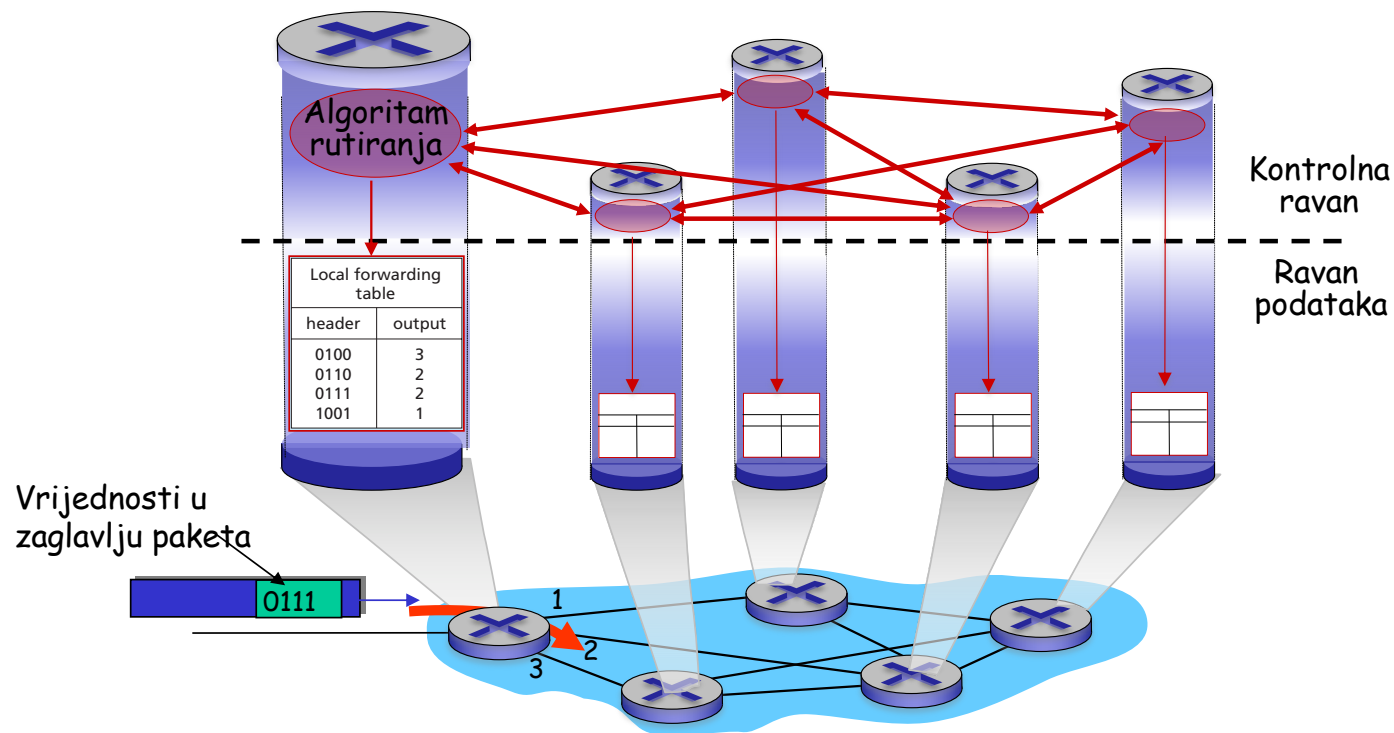 Algoritam
rutiranja
Kontrolna
ravan
Ravan
podataka
Local forwarding
table
header output
0100 3
0110 2
0111 2
1001 1
Vrijednosti u
zaglavlju paketa
0111
1
2
3